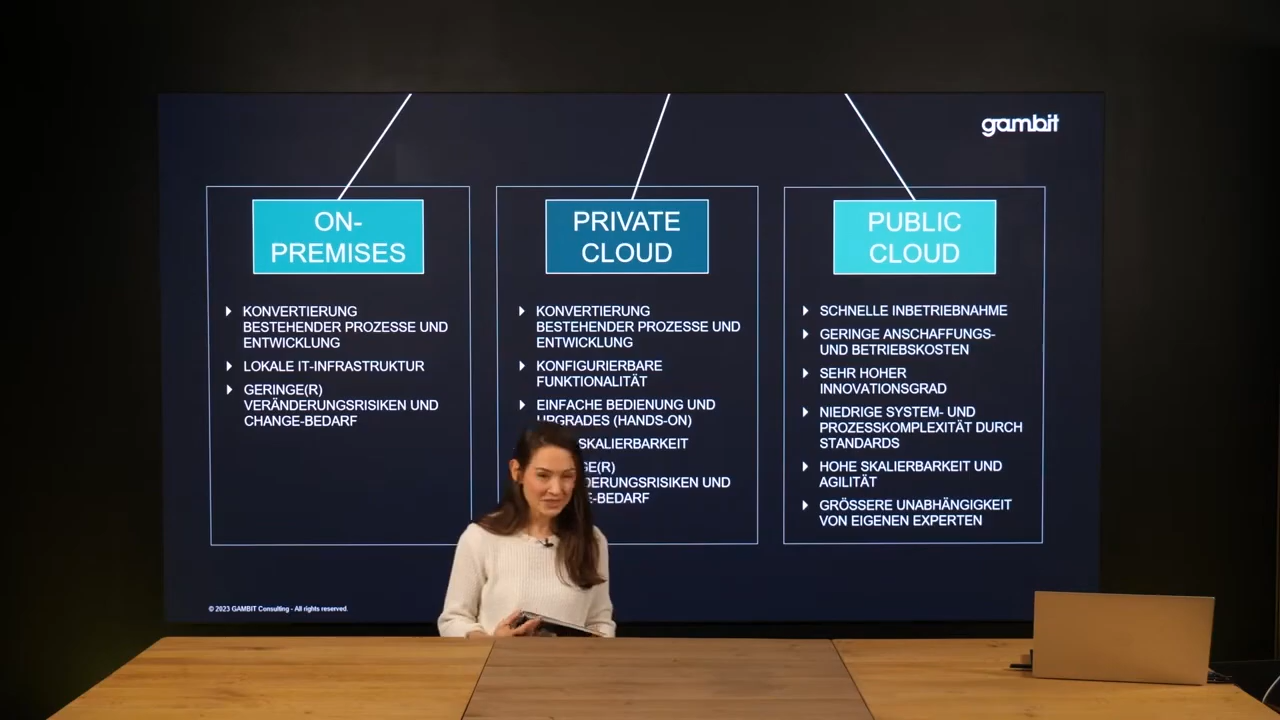 gambit
ON-
PREMISES
KONVERTIERUNG
BESTEHENDER PROZESSE UND
ENTWICKLUNG
LOKALE IT-INFRASTRUKTUR
GERINGE(R)
VERÄNDERUNGSRISIKEN UND
CHANGE-BEDARF
PRIVATE
CLOUD
KONVERTIERUNG
BESTEHENDER PROZESSE UND
ENTWICKLUNG
KONFIGURIERBARE
FUNKTIONALITÄT
EINFACHE BEDIENUNG UND
UPGRADES (HANDS-ON)
SKALIERBARKEIT
GE(R)
DERUNGSRISIKEN UND
E-BEDARF
PUBLIC
CLOUD
SCHNELLE INBETRIEBNAHME
GERINGE ANSCHAFFUNGS-
UND BETRIEBSKOSTEN
SEHR HOHER
INNOVATIONSGRAD
NIEDRIGE SYSTEM- UND
PROZESSKOMPLEXITÄT DURCH
STANDARDS
HOHE SKALIERBARKEIT UND
AGILITÄT
GRÖSSERE UNABHÄNGIGKEIT
VON EIGENEN EXPERTEN
© 2023 GAMBIT Consulting - All rights reserved.